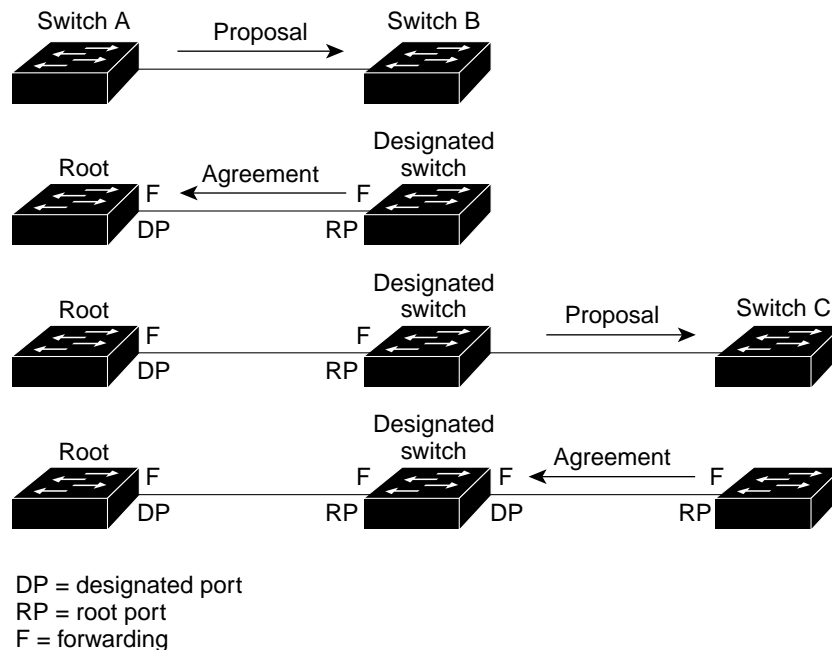 Switch A
Proposal
Switch B
Root
Agreement
Designated
switch
F
F
DP
RP
Root
Designated
switch
Proposal
Switch C
F
F
DP
RP
Root
Designated
switch
Agreement
F
F
F
F
DP
RP
DP
RP
DP = designated port
RP = root port
F = forwarding